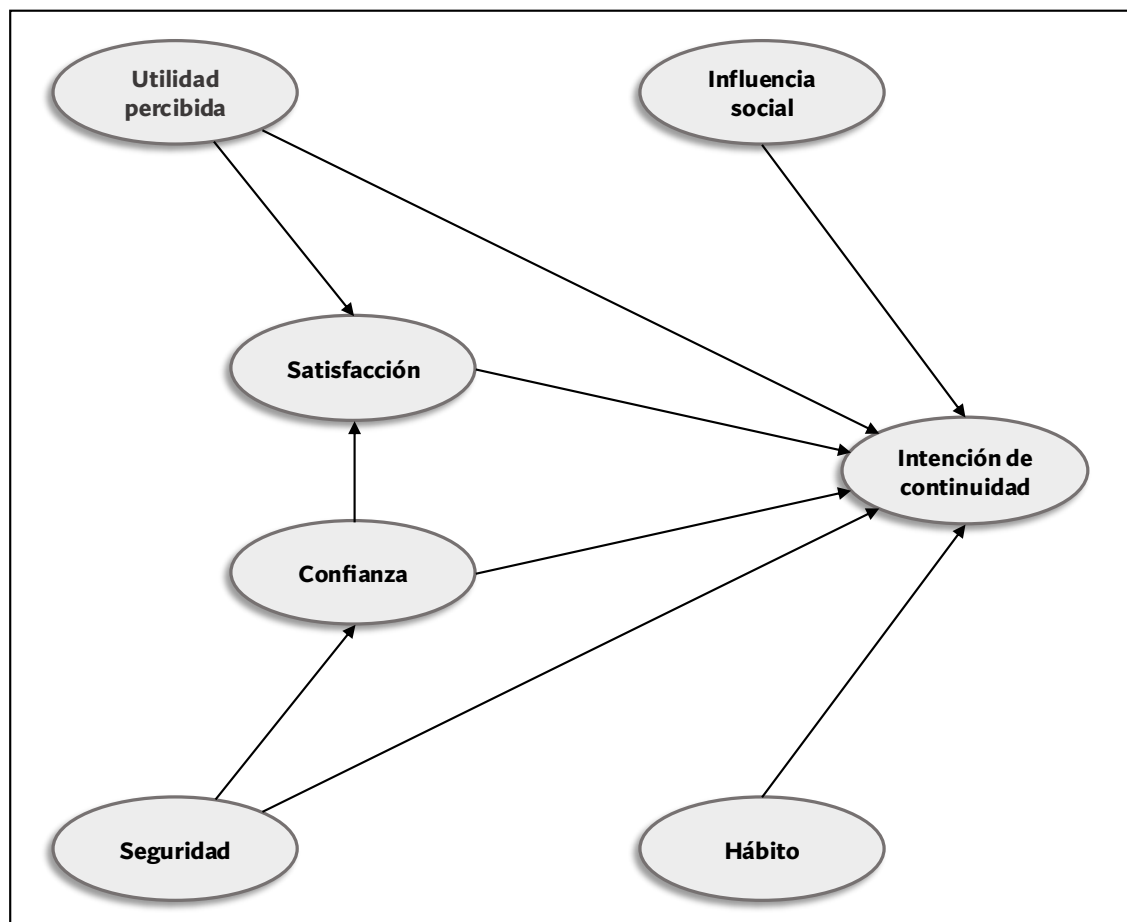 Utilidad
percibida
Influencia
social
Satisfacción
Intención de
continuidad
Confianza
Seguridad
Hábito